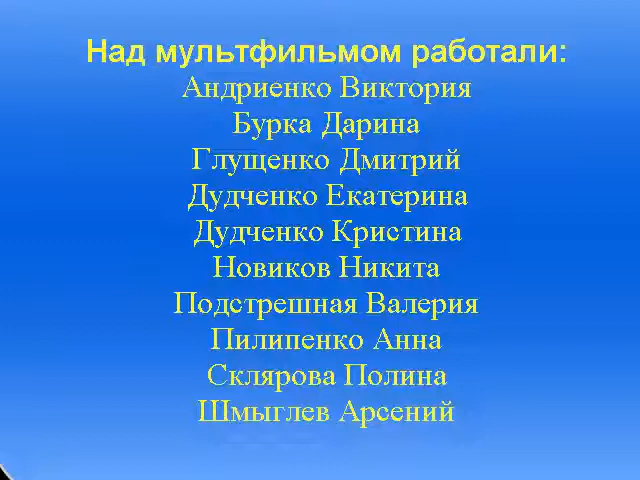 Над мультфильмом работали:
Андриенко Виктория
Бурка Дарина
Глущенко Дмитрий
Дудченко Екатерина
Дудченко Кристина
Новиков Никита
Подстрешная Валерия
Пилипенко Анна
Склярова Полина
Шмыглев Арсений